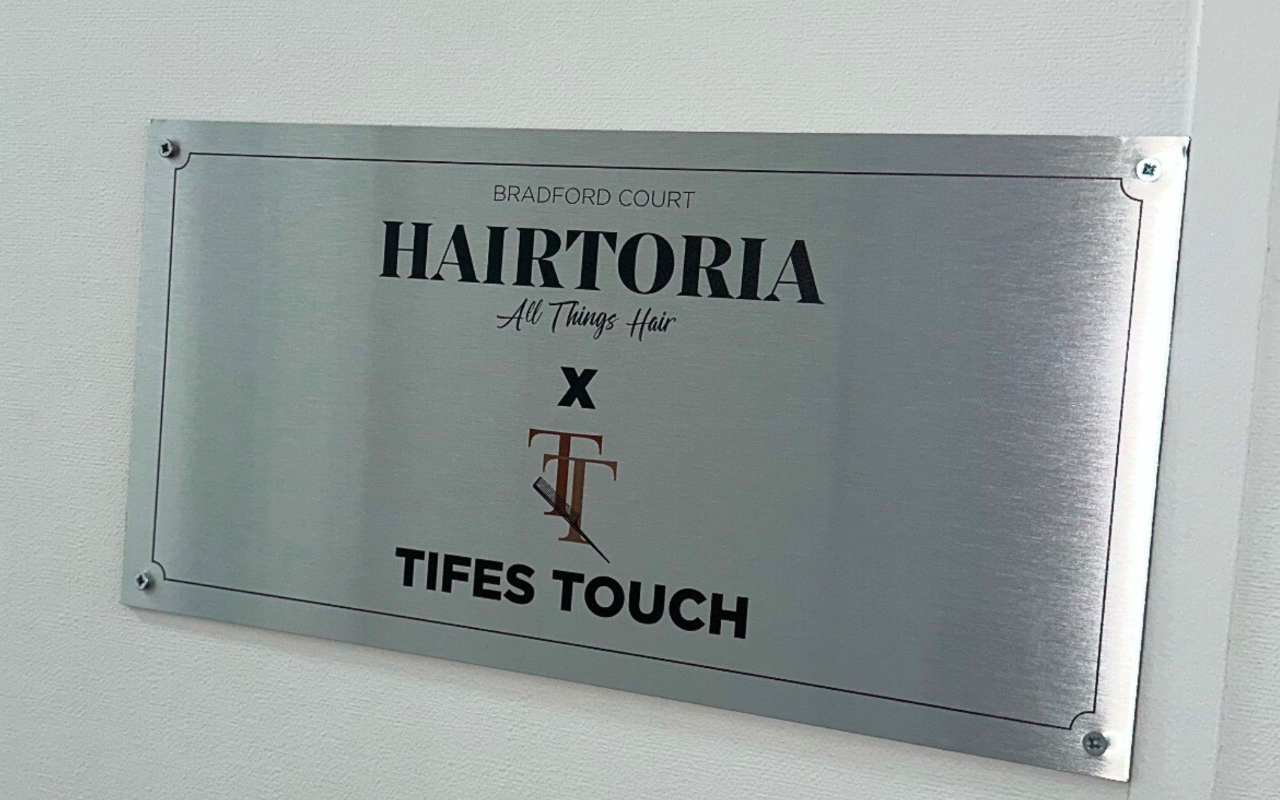 BRADFORD COURT
HAIRTORIA
All Things Hair
X
TT
TIFES TOUCH